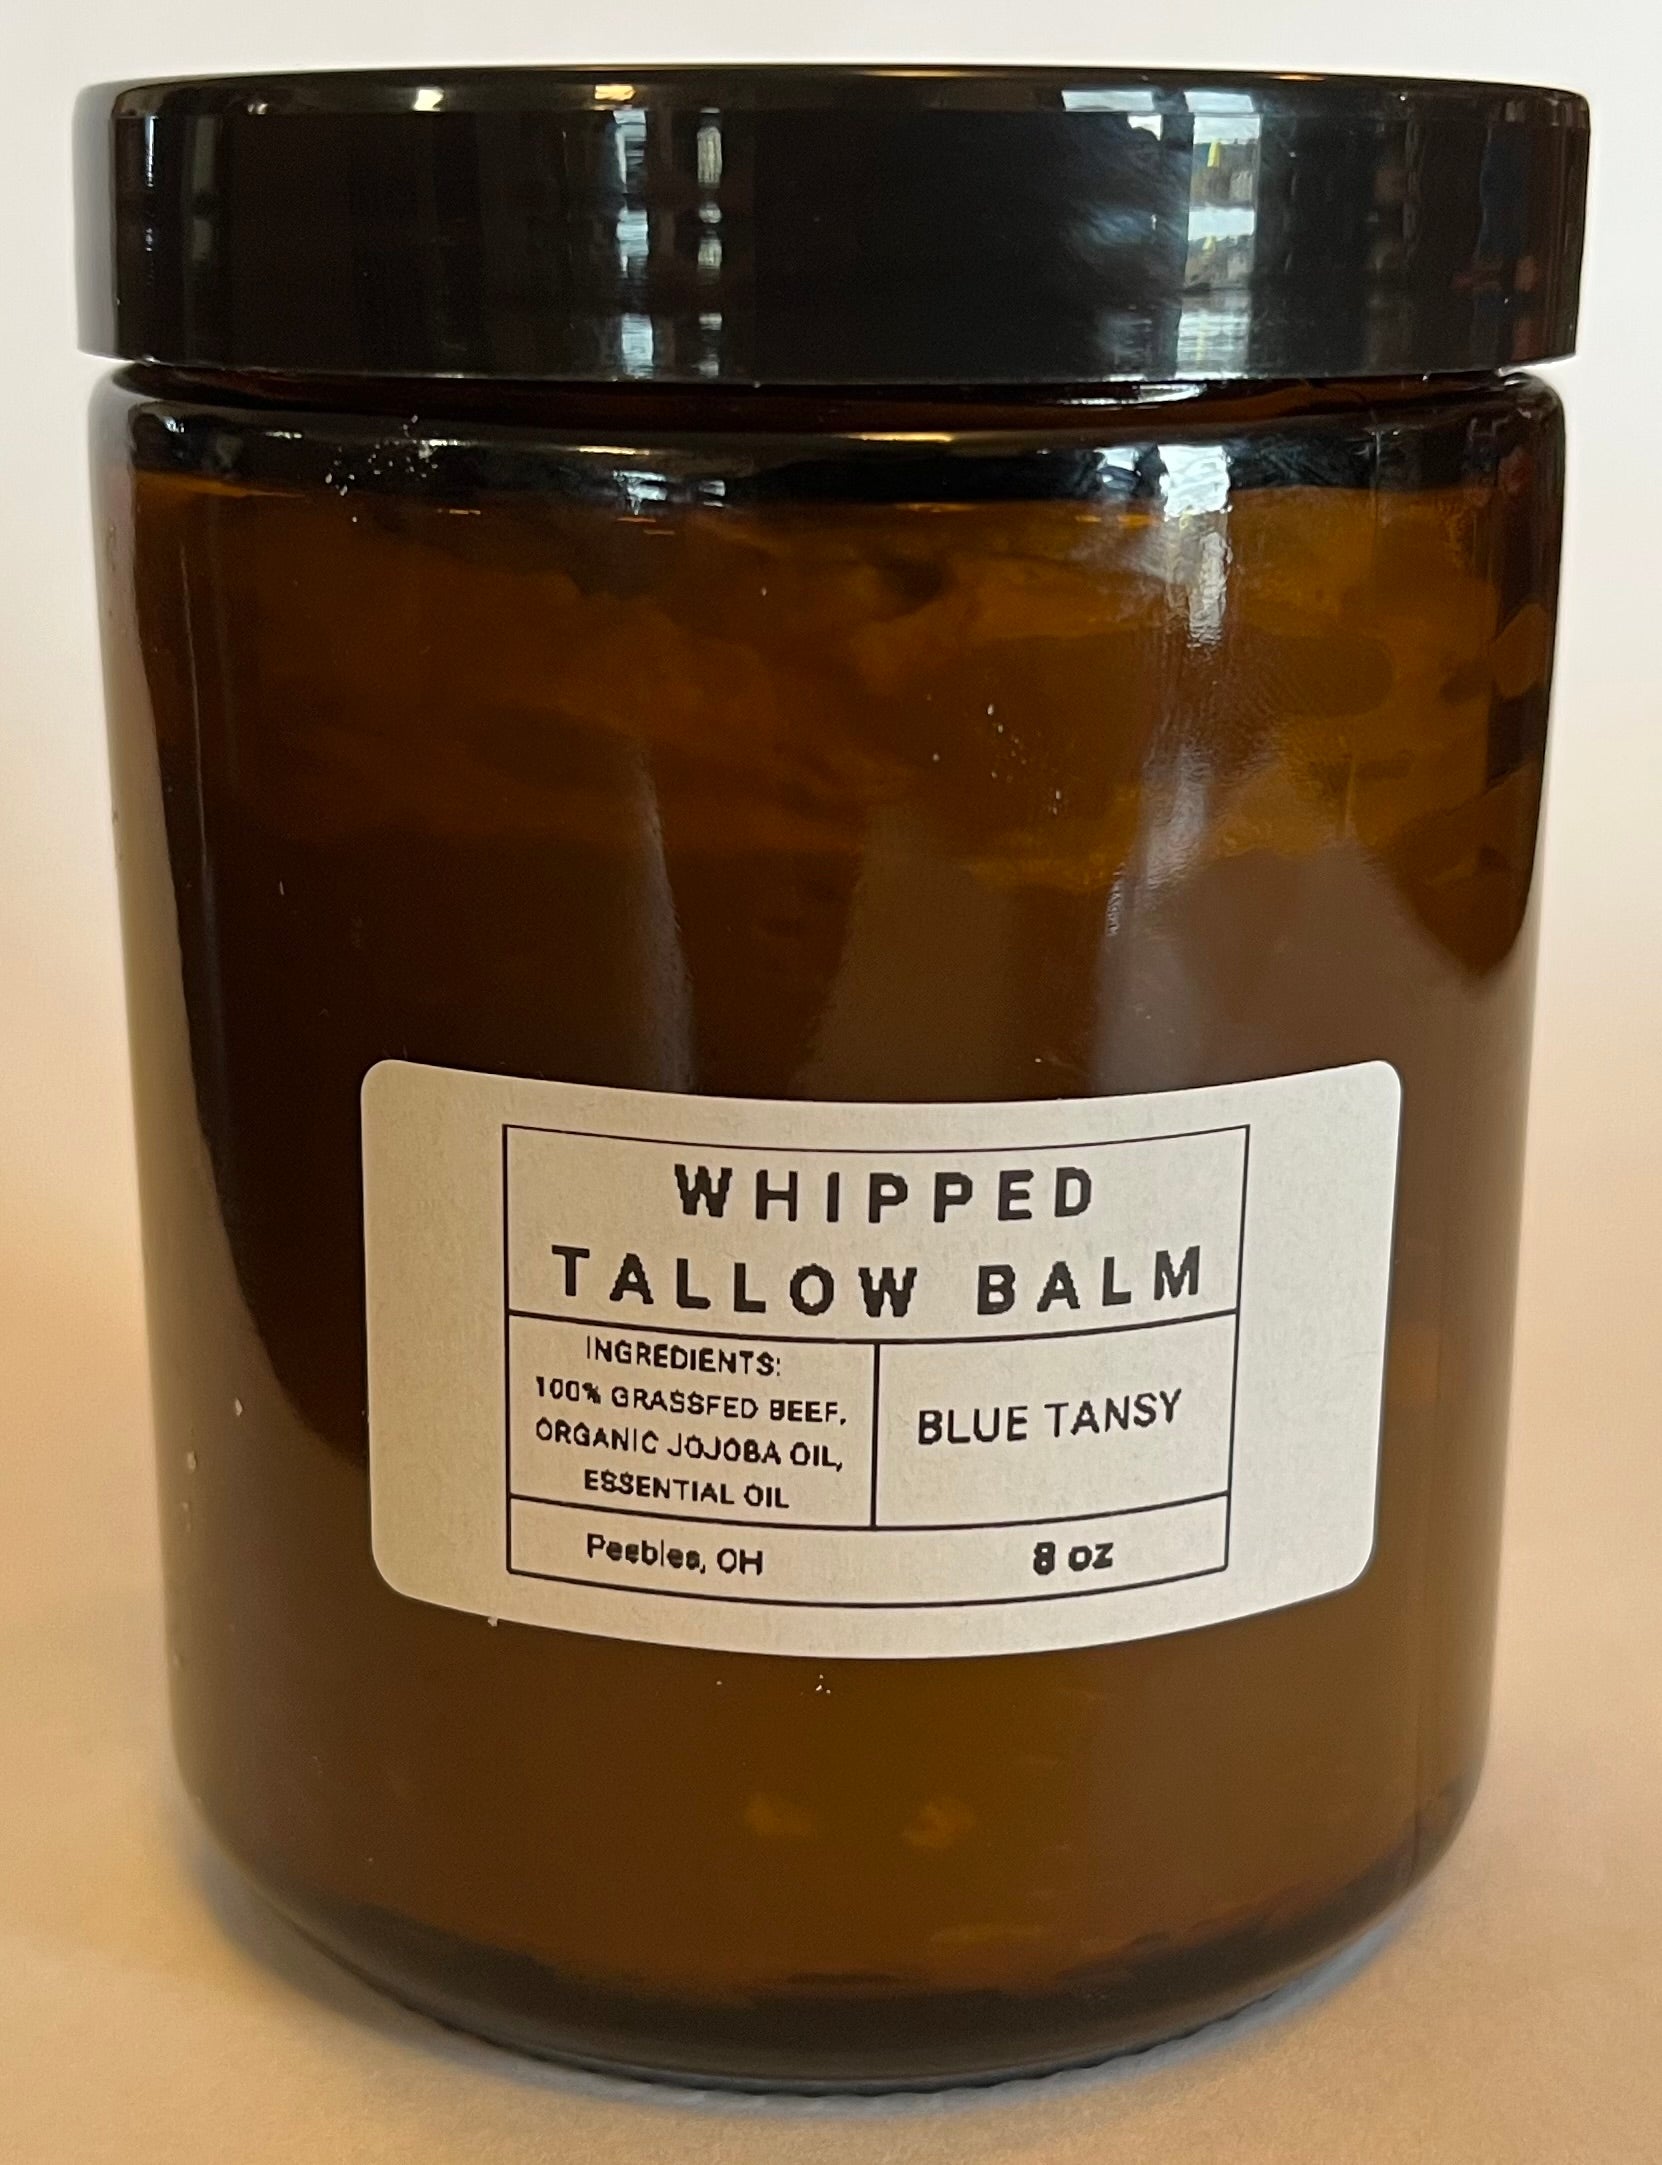 WHIPPED
TALLOW BALM
INGREDIENTS:
100% GRASSFED BEEF,
ORGANIC JOJOBA OIL,
ESSENTIAL OIL
BLUE TANSY
Peebles, OH
8 oz